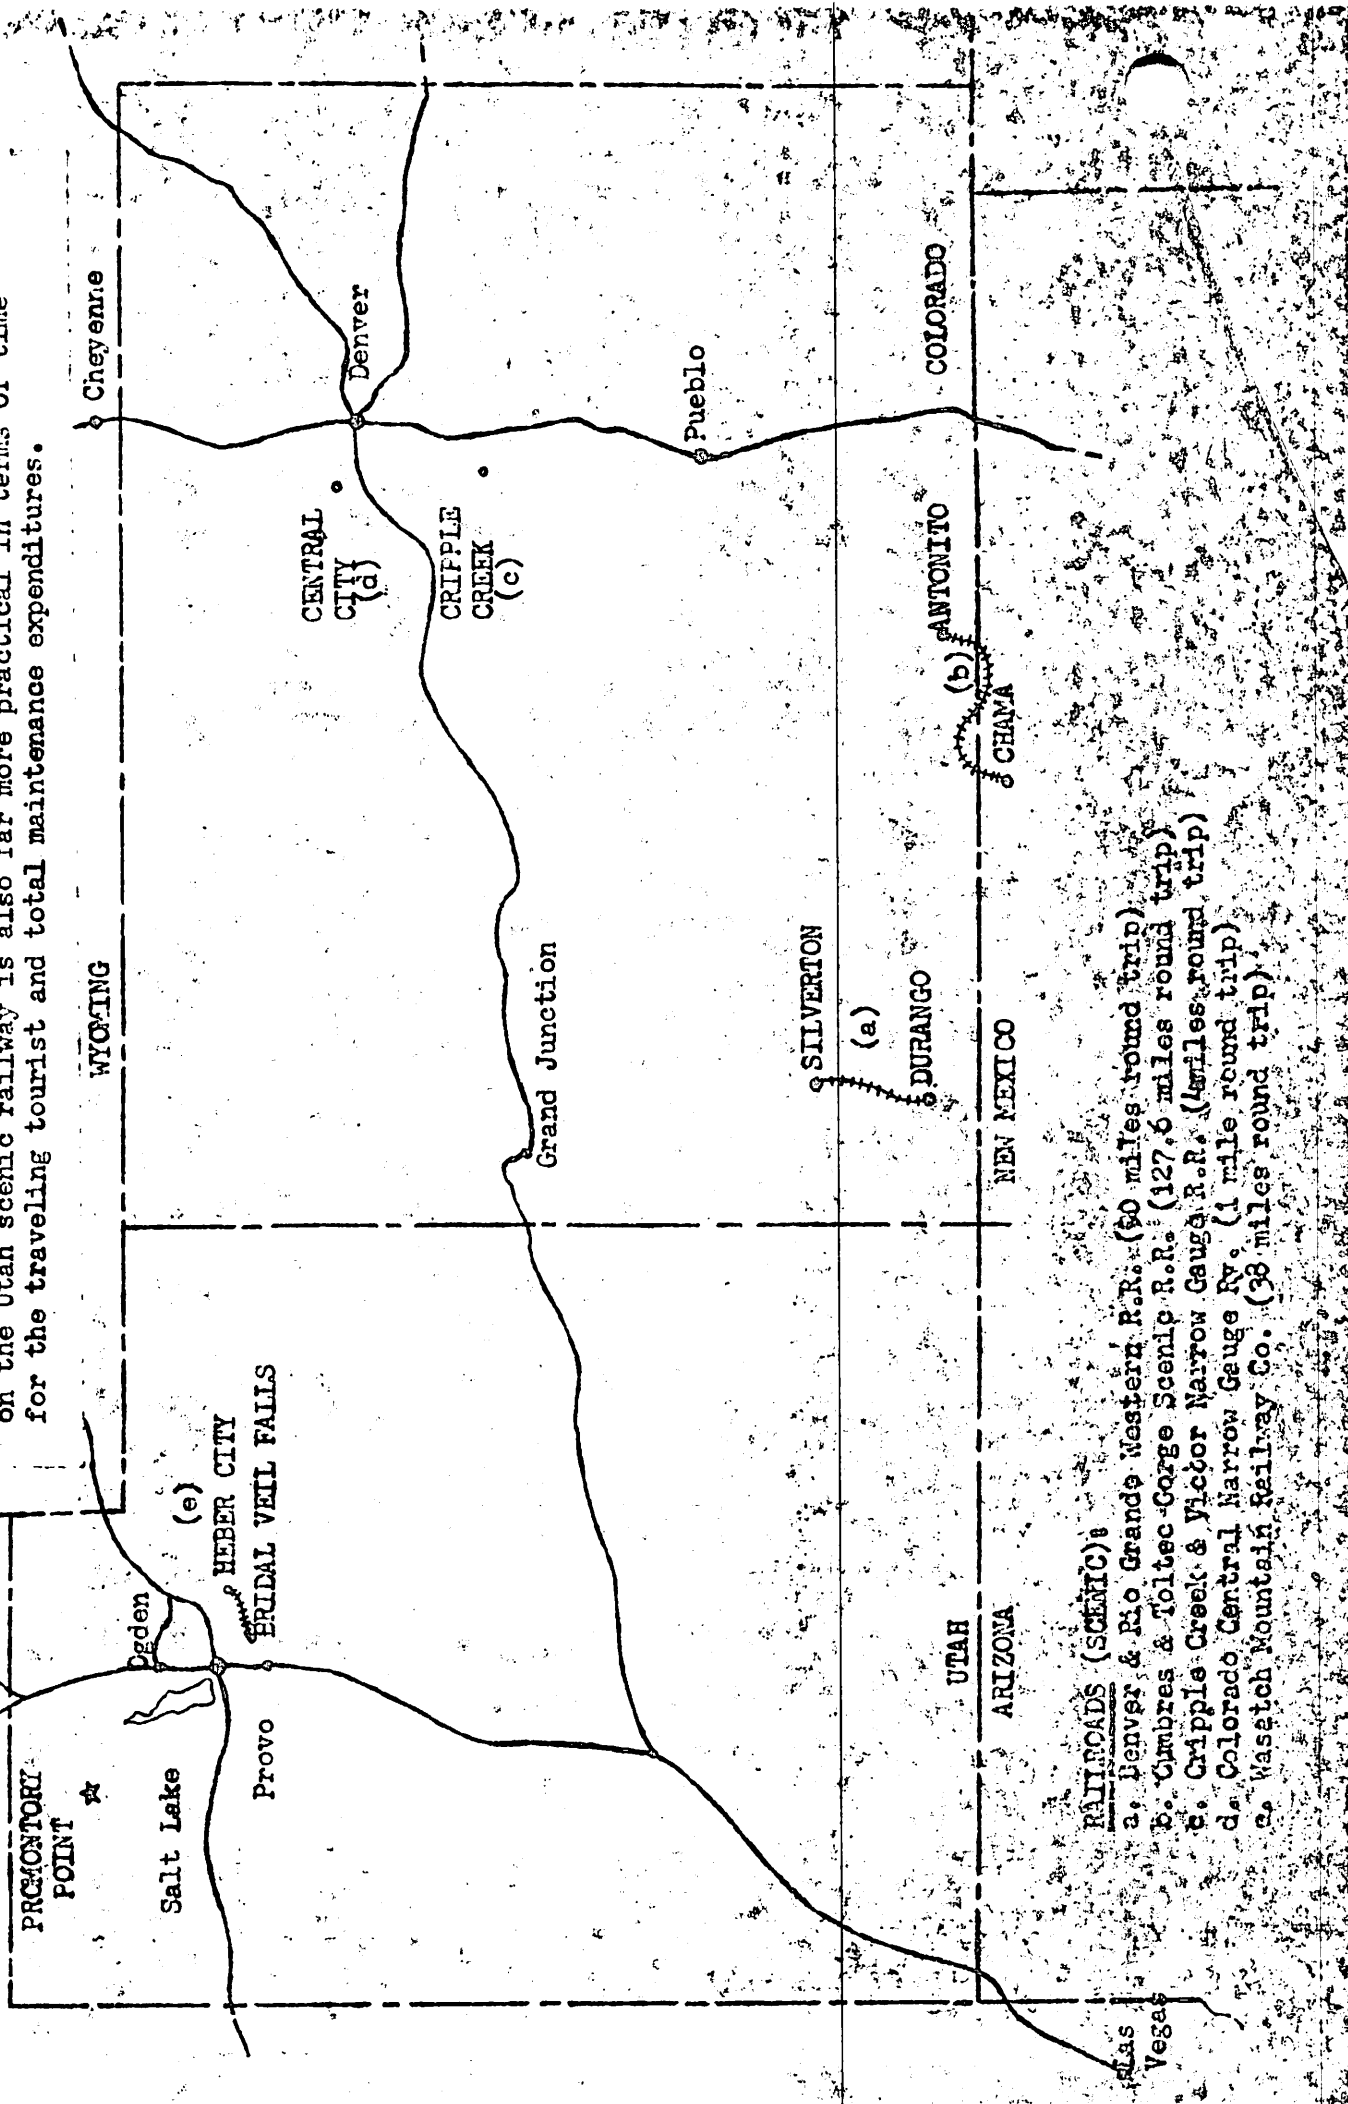 on the Utah scenic railway is also far more practical in terms of time
for the traveling tourist and total maintenance expenditures.
WYOMING
Cheyenne
PROMONTORY
POINT
Ogden
(e)
HEBER CITY
BRIDAL VEIL FALLS
Salt Lake
Provo
CENTRAL
CITY
(d)
Denver
CRIPPLE
CREEK
(c)
Grand Junction
Pueblo
SILVERTON
(a)
DURANGO
(b)
ANTONITO
CHAMA
COLORADO
UTAH
ARIZONA
NEW MEXICO
Las
Vegas
RAILROADS (SCENIC):
a. Denver & Rio Grande Western R.R. (90 miles round trip)
b. Cumbres & Toltec Gorge Scenic R.R. (127.6 miles round trip)
c. Cripple Creek & Victor Narrow Gauge R.R. (4miles round trip)
d. Colorado Central Narrow Gauge Ry. (1 mile round trip)
e. Wasatch Mountain Railway Co. (38 miles round trip)